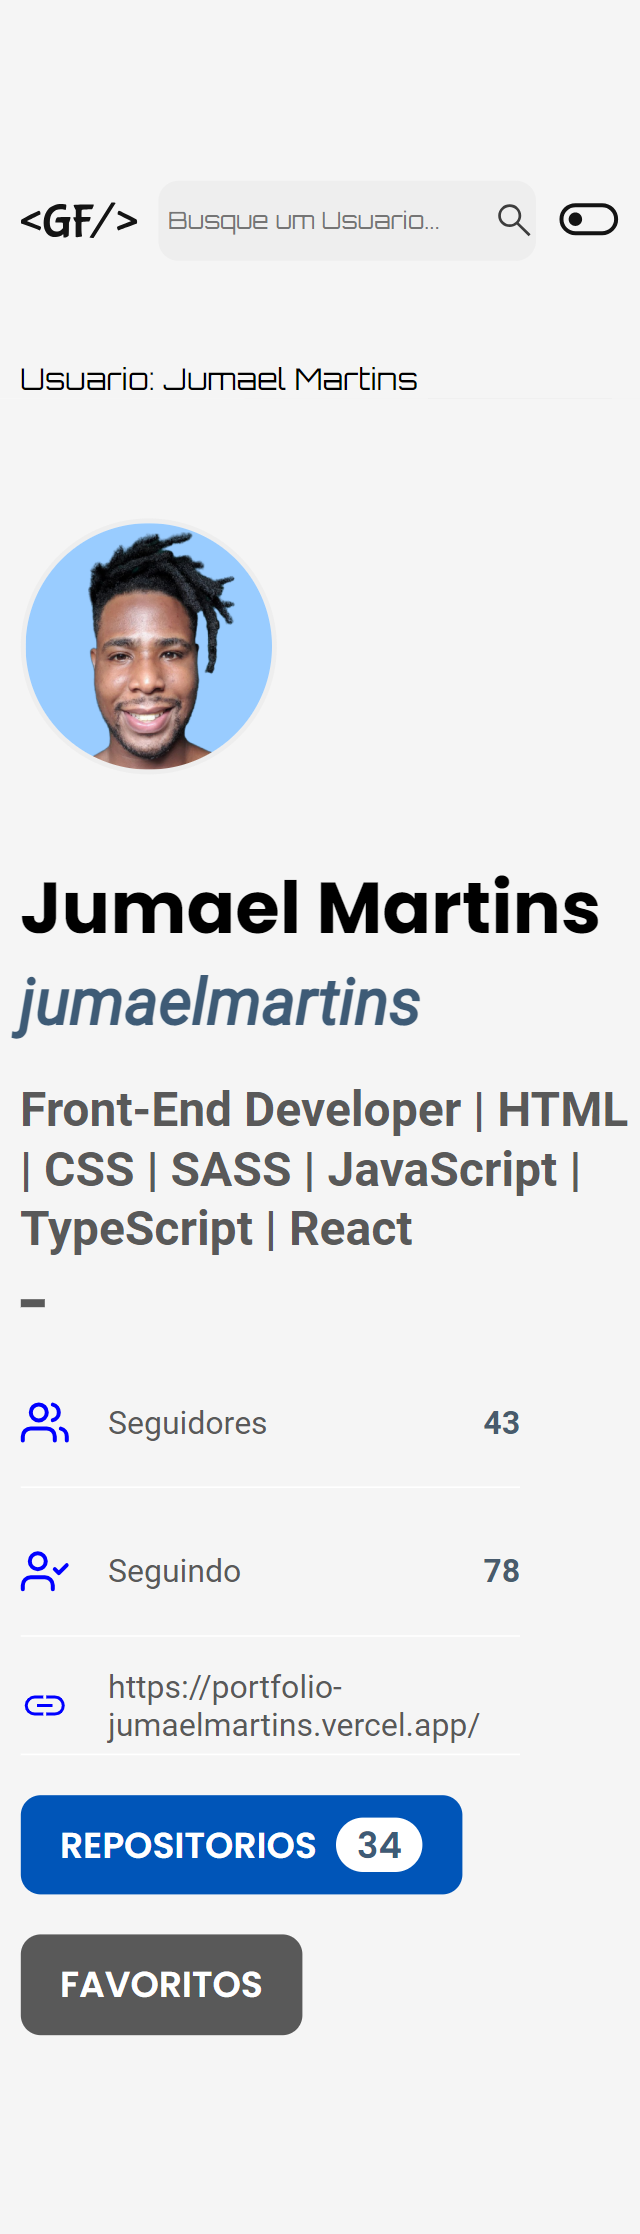 <GF/>
Busque um Usuario...
Usuario: Jumael Martins
Jumael Martins
jumaelmartins
Front-End Developer | HTML
| CSS | SASS | JavaScript |
TypeScript | React
-
Seguidores 43
Seguindo 78
https://portfolio-
jumaelmartins.vercel.app/
REPOSITORIOS 34
FAVORITOS